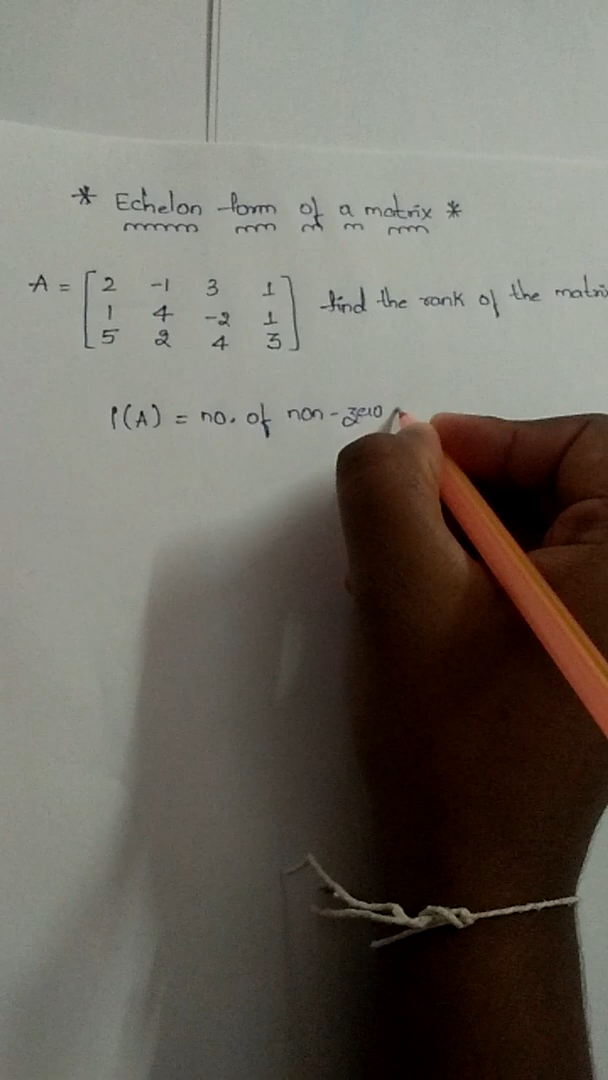 * Echelon form of a matrix *
A = [ 2 -1 3 1 find the rank of the matrix
1 4 -2 1
5 2 4 3 ]
ρ(A) = no. of non-zero